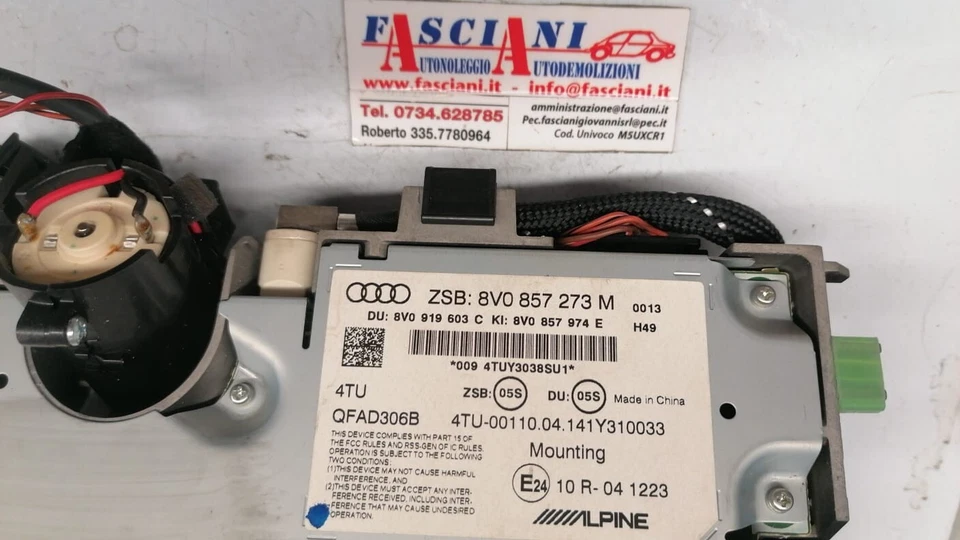 FASCIANI
AUTONOLEGGIO AUTODEMOLIZIONI
www.fasciani.it - info@fasciani.it
Tel. 0734.628785
Roberto 335.7780964
amministrazione@fasciani.it
Pec.fascianigiovannisrl@pec.it
Cod. Univoco M5UXCR1
ZSB: 8V0 857 273 M 0013
DU: 8V0 919 603 C KI: 8V0 857 974 E H49
*009 4TUY3038SU1*
4TU ZSB: 05S DU: 05S Made in China
QFAD306B 4TU-00110.04.141Y310033
THIS DEVICE COMPLIES WITH PART 15 OF
THE FCC RULES AND RSS-GEN OF IC RULES.
OPERATION IS SUBJECT TO THE FOLLOWING
TWO CONDITIONS:
(1)THIS DEVICE MAY NOT CAUSE HARMFUL
INTERFERENCE, AND
(2)THIS DEVICE MUST ACCEPT ANY INTER-
FERENCE RECEIVED, INCLUDING INTER-
FERENCE THAT MAY CAUSE UNDESIRED
OPERATION.
Mounting
E24 10 R- 04 1223
ALPINE